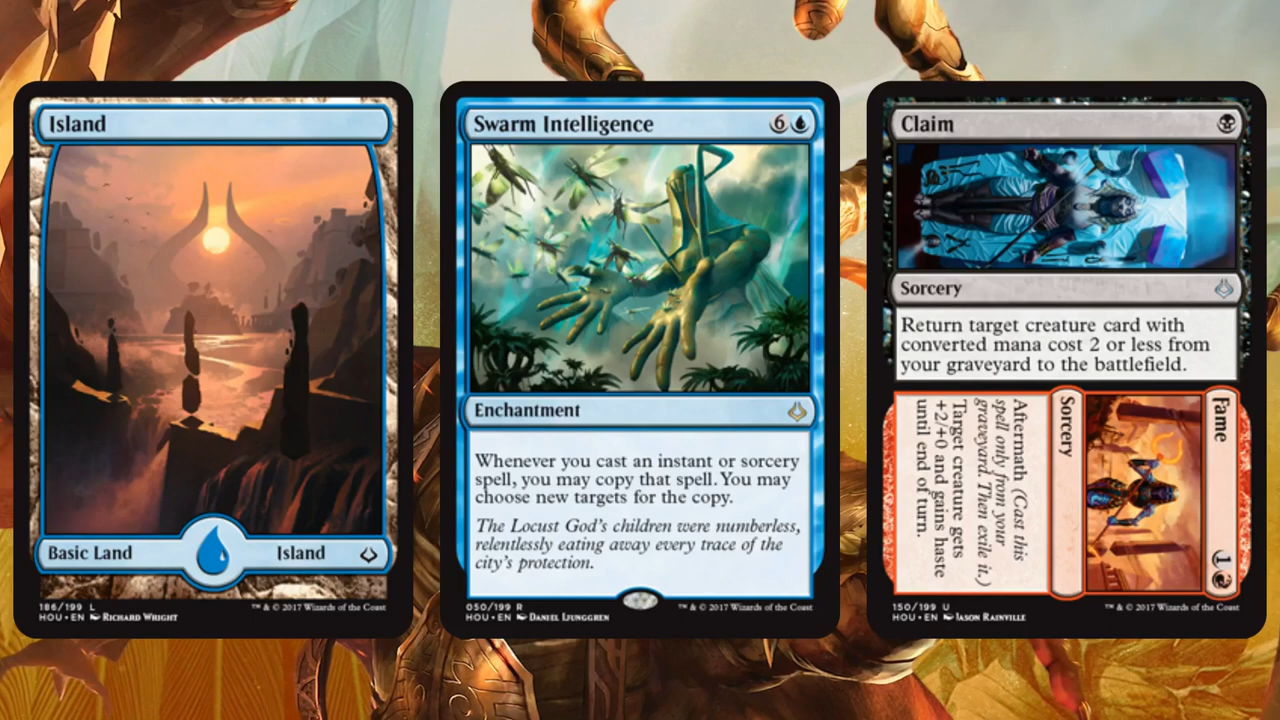 Island
Basic Land
Island
186/199 L
HOU • EN RICHARD WRIGHT
™ & © 2017 Wizards of the Coast
Swarm Intelligence
6
Enchantment
Whenever you cast an instant or sorcery
spell, you may copy that spell. You may
choose new targets for the copy.
The Locust God's children were numberless,
relentlessly eating away every trace of the
city's protection.
050/199 R
HOU • EN DANIEL LJUNGGREN
™ & © 2017 Wizards of the Coast
Claim
Sorcery
Return target creature card with
converted mana cost 2 or less from
your graveyard to the battlefield.
Fame
1
Sorcery
Aftermath (Cast this
spell only from your
graveyard. Then exile it.)
Target creature gets
+2/+0 and gains haste
until end of turn.
150/199 U
HOU • EN JASON RAINVILLE
™ & © 2017 Wizards of the Coast